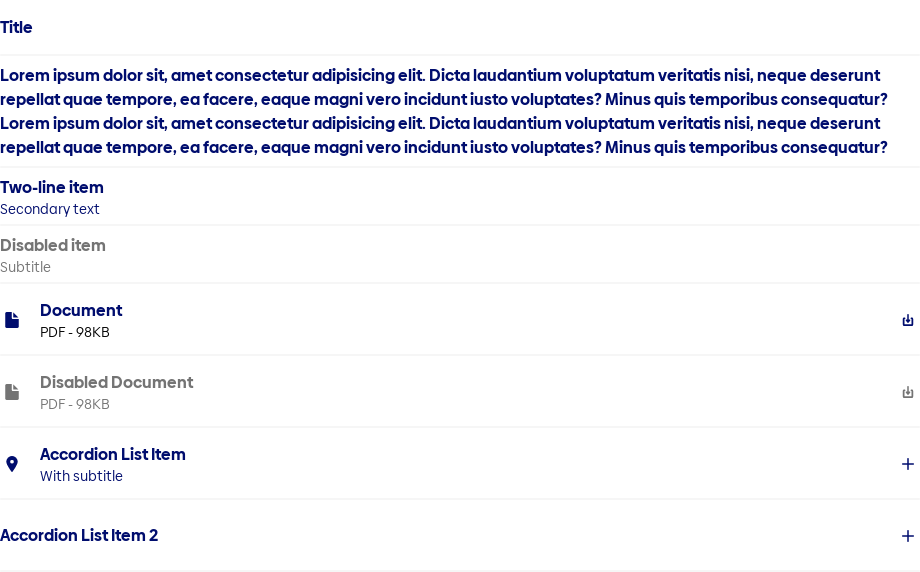 Title
Lorem ipsum dolor sit, amet consectetur adipisicing elit. Dicta laudantium voluptatum veritatis nisi, neque deserunt
repellat quae tempore, ea facere, eaque magni vero incidunt iusto voluptates? Minus quis temporibus consequatur?
Lorem ipsum dolor sit, amet consectetur adipisicing elit. Dicta laudantium voluptatum veritatis nisi, neque deserunt
repellat quae tempore, ea facere, eaque magni vero incidunt iusto voluptates? Minus quis temporibus consequatur?
Two-line item
Secondary text
Disabled item
Subtitle
Document
PDF - 98KB
Disabled Document
PDF - 98KB
Accordion List Item
With subtitle
Accordion List Item 2